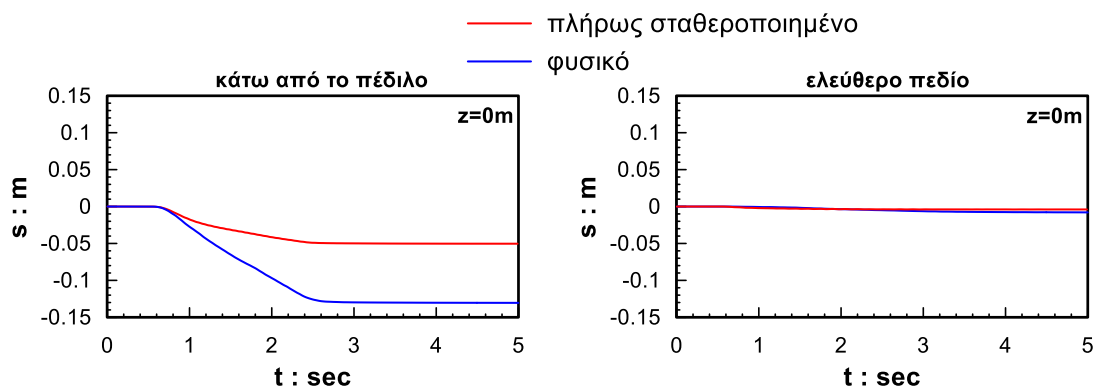 πλήρως σταθεροποιημένο
φυσικό
κάτω από το πέδιλο
0.15
0.1
0.05
0
-0.05
-0.1
-0.15
s : m
z=0m
0 1 2 3 4 5
t : sec
ελεύθερο πεδίο
0.15
0.1
0.05
0
-0.05
-0.1
-0.15
s : m
z=0m
0 1 2 3 4 5
t : sec